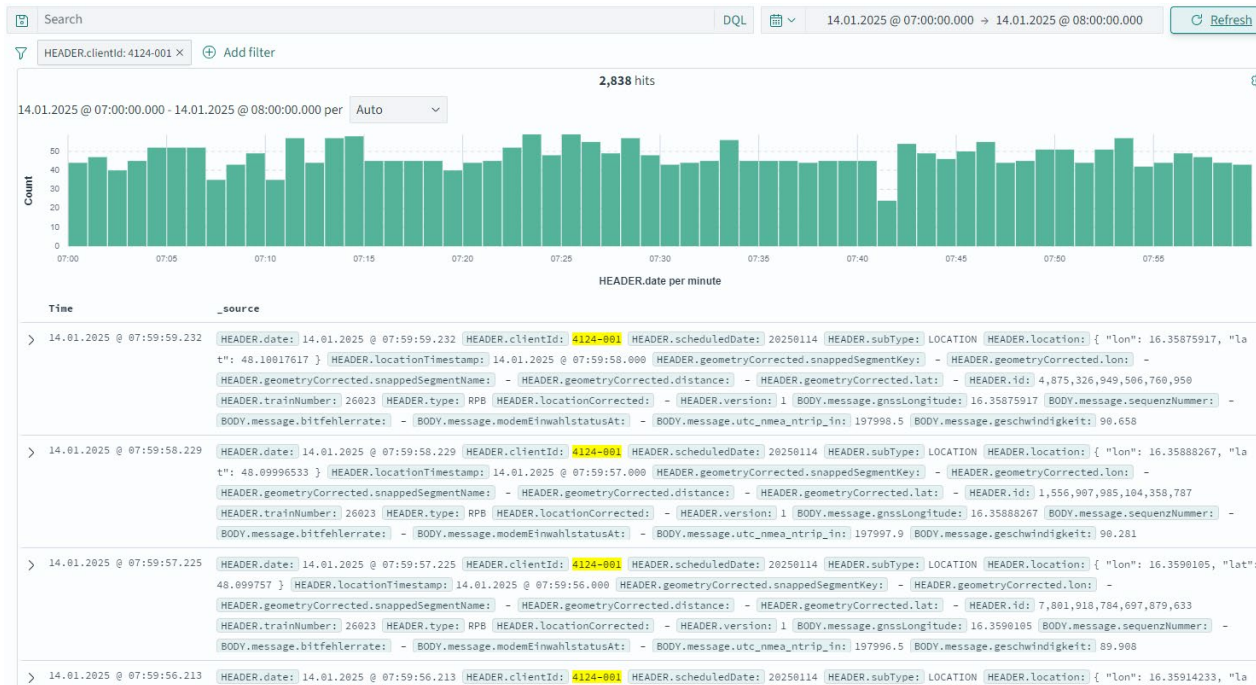 Search DQL 14.01.2025 @ 07:00:00.000 → 14.01.2025 @ 08:00:00.000 Refresh
HEADER.clientId: 4124-001 × Add filter
2,838 hits
14.01.2025 @ 07:00:00.000 - 14.01.2025 @ 08:00:00.000 per Auto
50
40
30
20
10
0
Count
07:00 07:05 07:10 07:15 07:20 07:25 07:30 07:35 07:40 07:45 07:50 07:55
HEADER.date per minute
Time _source
14.01.2025 @ 07:59:59.232 HEADER.date: 14.01.2025 @ 07:59:59.232 HEADER.clientId: 4124-001 HEADER.scheduledDate: 20250114 HEADER.subType: LOCATION HEADER.location: { "lon": 16.35875917, "la
t": 48.10017617 } HEADER.locationTimestamp: 14.01.2025 @ 07:59:58.000 HEADER.geometryCorrected.snappedSegmentKey: - HEADER.geometryCorrected.lon: -
HEADER.geometryCorrected.snappedSegmentName: - HEADER.geometryCorrected.distance: - HEADER.geometryCorrected.lat: - HEADER.id: 4,875,326,949,506,760,950
HEADER.trainNumber: 26023 HEADER.type: RPB HEADER.locationCorrected: - HEADER.version: 1 BODY.message.gnssLongitude: 16.35875917 BODY.message.sequenzNummer: -
BODY.message.bitfehlerrate: - BODY.message.modemEinwahlstatusAt: - BODY.message.utc_nmea_ntrip_in: 197998.5 BODY.message.geschwindigkeit: 90.658
14.01.2025 @ 07:59:58.229 HEADER.date: 14.01.2025 @ 07:59:58.229 HEADER.clientId: 4124-001 HEADER.scheduledDate: 20250114 HEADER.subType: LOCATION HEADER.location: { "lon": 16.35888267, "la
t": 48.09996533 } HEADER.locationTimestamp: 14.01.2025 @ 07:59:57.000 HEADER.geometryCorrected.snappedSegmentKey: - HEADER.geometryCorrected.lon: -
HEADER.geometryCorrected.snappedSegmentName: - HEADER.geometryCorrected.distance: - HEADER.geometryCorrected.lat: - HEADER.id: 1,556,907,985,104,358,787
HEADER.trainNumber: 26023 HEADER.type: RPB HEADER.locationCorrected: - HEADER.version: 1 BODY.message.gnssLongitude: 16.35888267 BODY.message.sequenzNummer: -
BODY.message.bitfehlerrate: - BODY.message.modemEinwahlstatusAt: - BODY.message.utc_nmea_ntrip_in: 197997.9 BODY.message.geschwindigkeit: 90.281
14.01.2025 @ 07:59:57.225 HEADER.date: 14.01.2025 @ 07:59:57.225 HEADER.clientId: 4124-001 HEADER.scheduledDate: 20250114 HEADER.subType: LOCATION HEADER.location: { "lon": 16.3590105, "lat":
48.099757 } HEADER.locationTimestamp: 14.01.2025 @ 07:59:56.000 HEADER.geometryCorrected.snappedSegmentKey: - HEADER.geometryCorrected.lon: -
HEADER.geometryCorrected.snappedSegmentName: - HEADER.geometryCorrected.distance: - HEADER.geometryCorrected.lat: - HEADER.id: 7,801,918,784,697,879,633
HEADER.trainNumber: 26023 HEADER.type: RPB HEADER.locationCorrected: - HEADER.version: 1 BODY.message.gnssLongitude: 16.3590105 BODY.message.sequenzNummer: -
BODY.message.bitfehlerrate: - BODY.message.modemEinwahlstatusAt: - BODY.message.utc_nmea_ntrip_in: 197996.5 BODY.message.geschwindigkeit: 89.908
14.01.2025 @ 07:59:56.213 HEADER.date: 14.01.2025 @ 07:59:56.213 HEADER.clientId: 4124-001 HEADER.scheduledDate: 20250114 HEADER.subType: LOCATION HEADER.location: { "lon": 16.35914233, "la